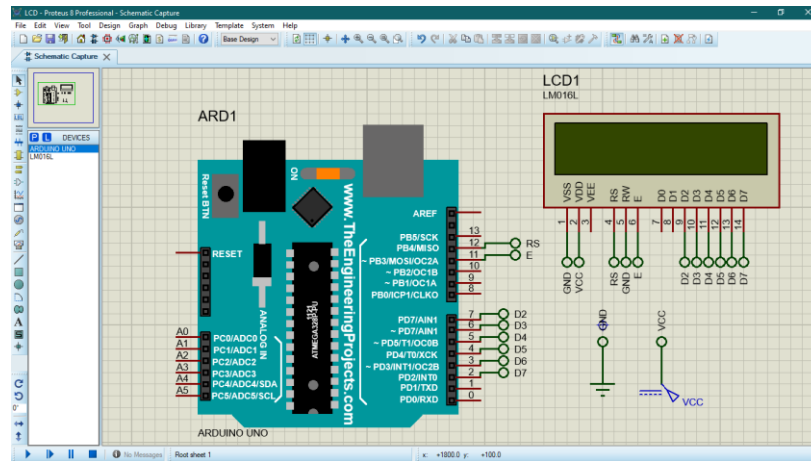 LCD - Proteus 8 Professional - Schematic Capture
File Edit View Tool Design Graph Debug Library Template System Help
Base Design
Schematic Capture
P L DEVICES
ARDUINO UNO
LM016L
ARD1
LCD1
LM016L
Reset BTN
ON
www.TheEngineeringProjects.com
ANALOG IN
1121
RESET
AREF
PB5/SCK 13
PB4/MISO 12 RS
~ PB3/MOSI/OC2A 11 E
~ PB2/OC1B 10
~ PB1/OC1A 9
PB0/ICP1/CLKO 8
PD7/AIN1 7 D2
~ PD7/AIN1 6 D3
~ PD5/T1/OC0B 5 D4
PD4/T0/XCK 4 D5
~ PD3/INT1/OC2B 3 D6
PD2/INT0 2 D7
PD1/TXD 1
PD0/RXD 0
A0 PC0/ADC0
A1 PC1/ADC1
A2 PC2/ADC2
A3 PC3/ADC3
A4 PC4/ADC4/SDA
A5 PC5/ADC5/SCL
ARDUINO UNO
VSS VDD VEE RS RW E D0 D1 D2 D3 D4 D5 D6 D7
1 2 3 4 5 6 7 8 9 10 11 12 13 14
GND VCC RS GND E D2 D3 D4 D5 D6 D7
GND
VCC
VCC
0°
No Messages Root sheet 1 x: +1000.0 y: +100.0